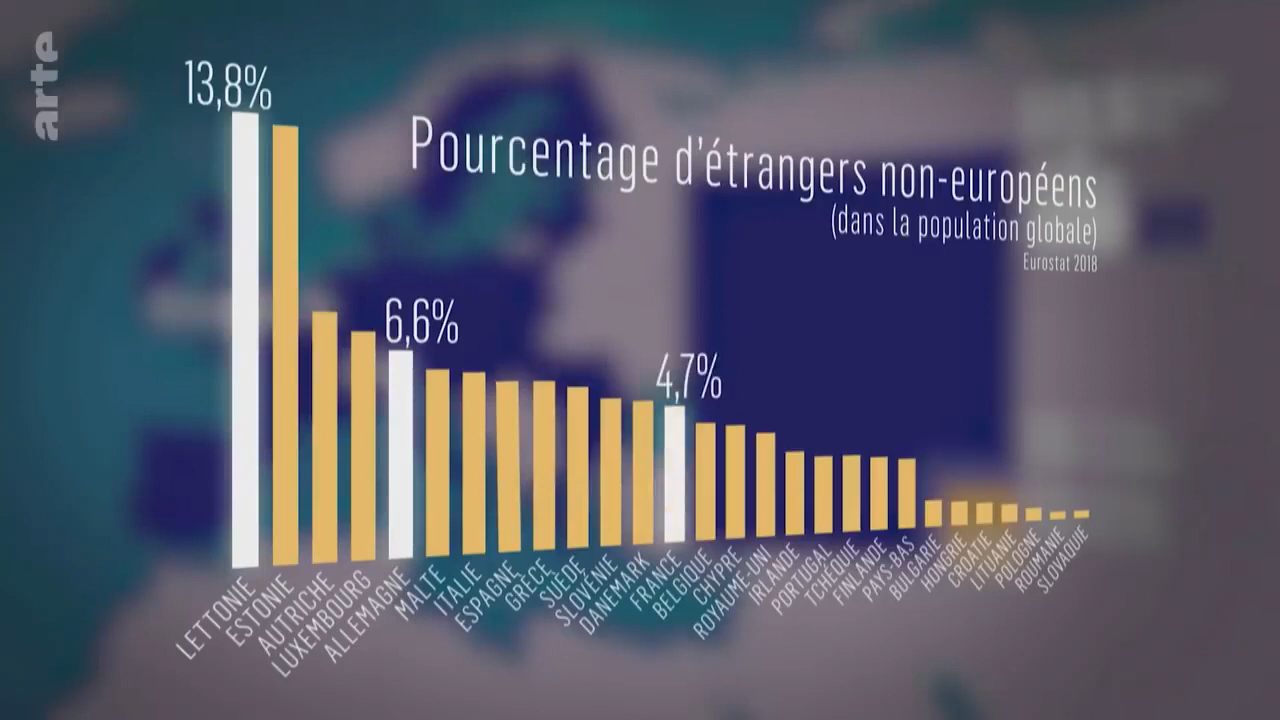 arte
13,8%
Pourcentage d'étrangers non-européens
(dans la population globale)
Eurostat 2018
6,6%
4,7%
LETTONIE
ESTONIE
AUTRICHE
LUXEMBOURG
ALLEMAGNE
MALTE
ITALIE
ESPAGNE
GRÈCE
SUÈDE
SLOVÉNIE
DANEMARK
FRANCE
BELGIQUE
CHYPRE
ROYAUME-UNI
IRLANDE
PORTUGAL
TCHÉQUIE
FINLANDE
PAYS-BAS
BULGARIE
HONGRIE
CROATIE
LITUANIE
POLOGNE
ROUMANIE
SLOVAQUIE